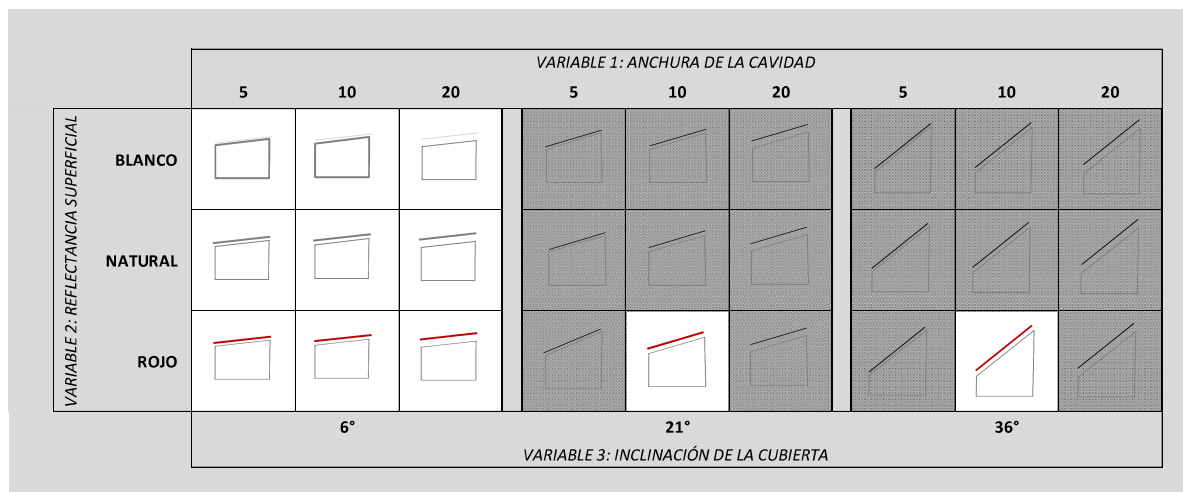 VARIABLE 1: ANCHURA DE LA CAVIDAD
5 10 20 5 10 20 5 10 20
VARIABLE 2: REFLECTANCIA SUPERFICIAL
BLANCO
NATURAL
ROJO
6° 21° 36°
VARIABLE 3: INCLINACIÓN DE LA CUBIERTA